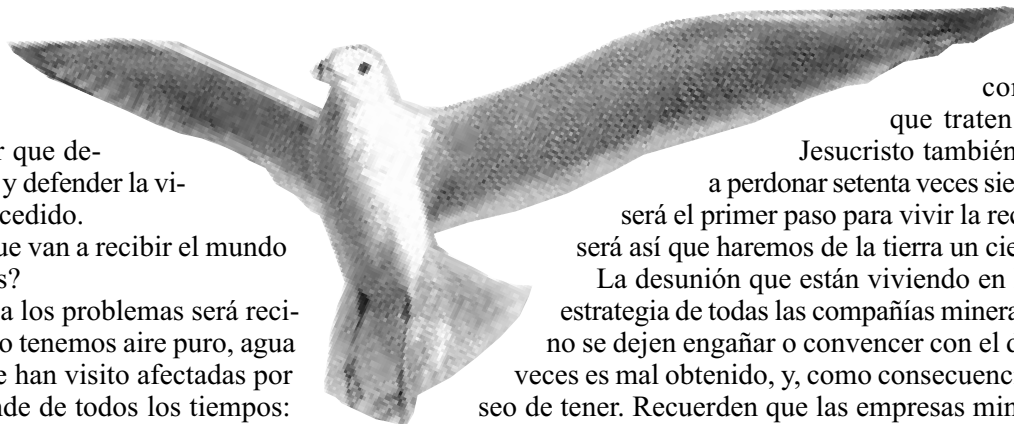 r que de-
y defender la vi-
cedido.
ue van a recibir el mundo
s?
a los problemas será reci-
o tenemos aire puro, agua
e han visito afectadas por
nde de todos los tiempos:
con
que traten
Jesucristo también
a perdonar setenta veces sie
será el primer paso para vivir la rec
será así que haremos de la tierra un cie
La desunión que están viviendo en
estrategia de todas las compañías minera
no se dejen engañar o convencer con el d
veces es mal obtenido, y, como consecuenc
seo de tener. Recuerden que las empresas min